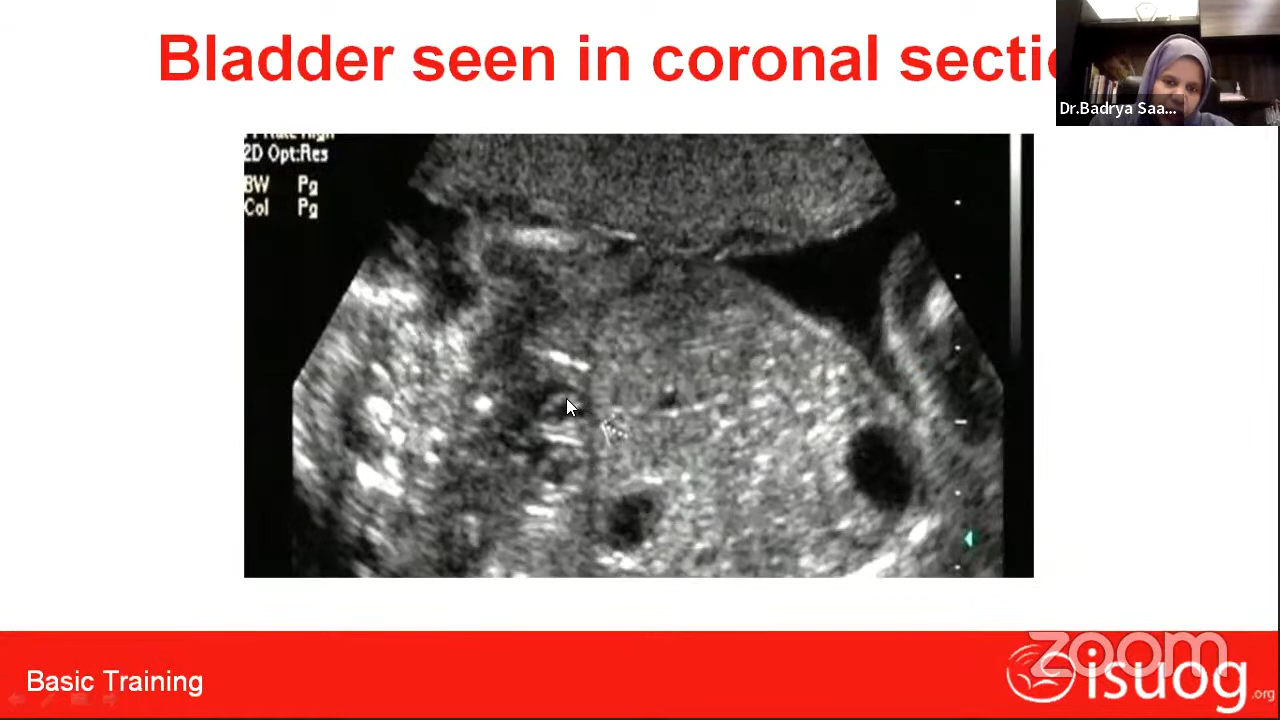 Bladder seen in coronal secti
Dr.Badrya Saa...
2D Opt:Res
BW Pg
Col Pg
Basic Training
zoom
isuog
.org